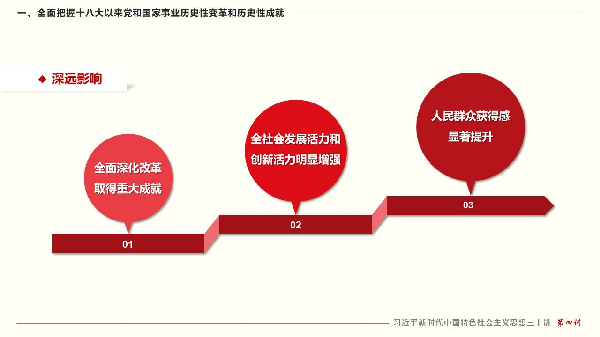 一、全面把握十八大以来党和国家事业历史性变革和历史性成就
◆ 深远影响
全面深化改革
取得重大成就
01
全社会发展活力和
创新活力明显增强
02
人民群众获得感
显著提升
03
习近平新时代中国特色社会主义思想三十讲 第四讲